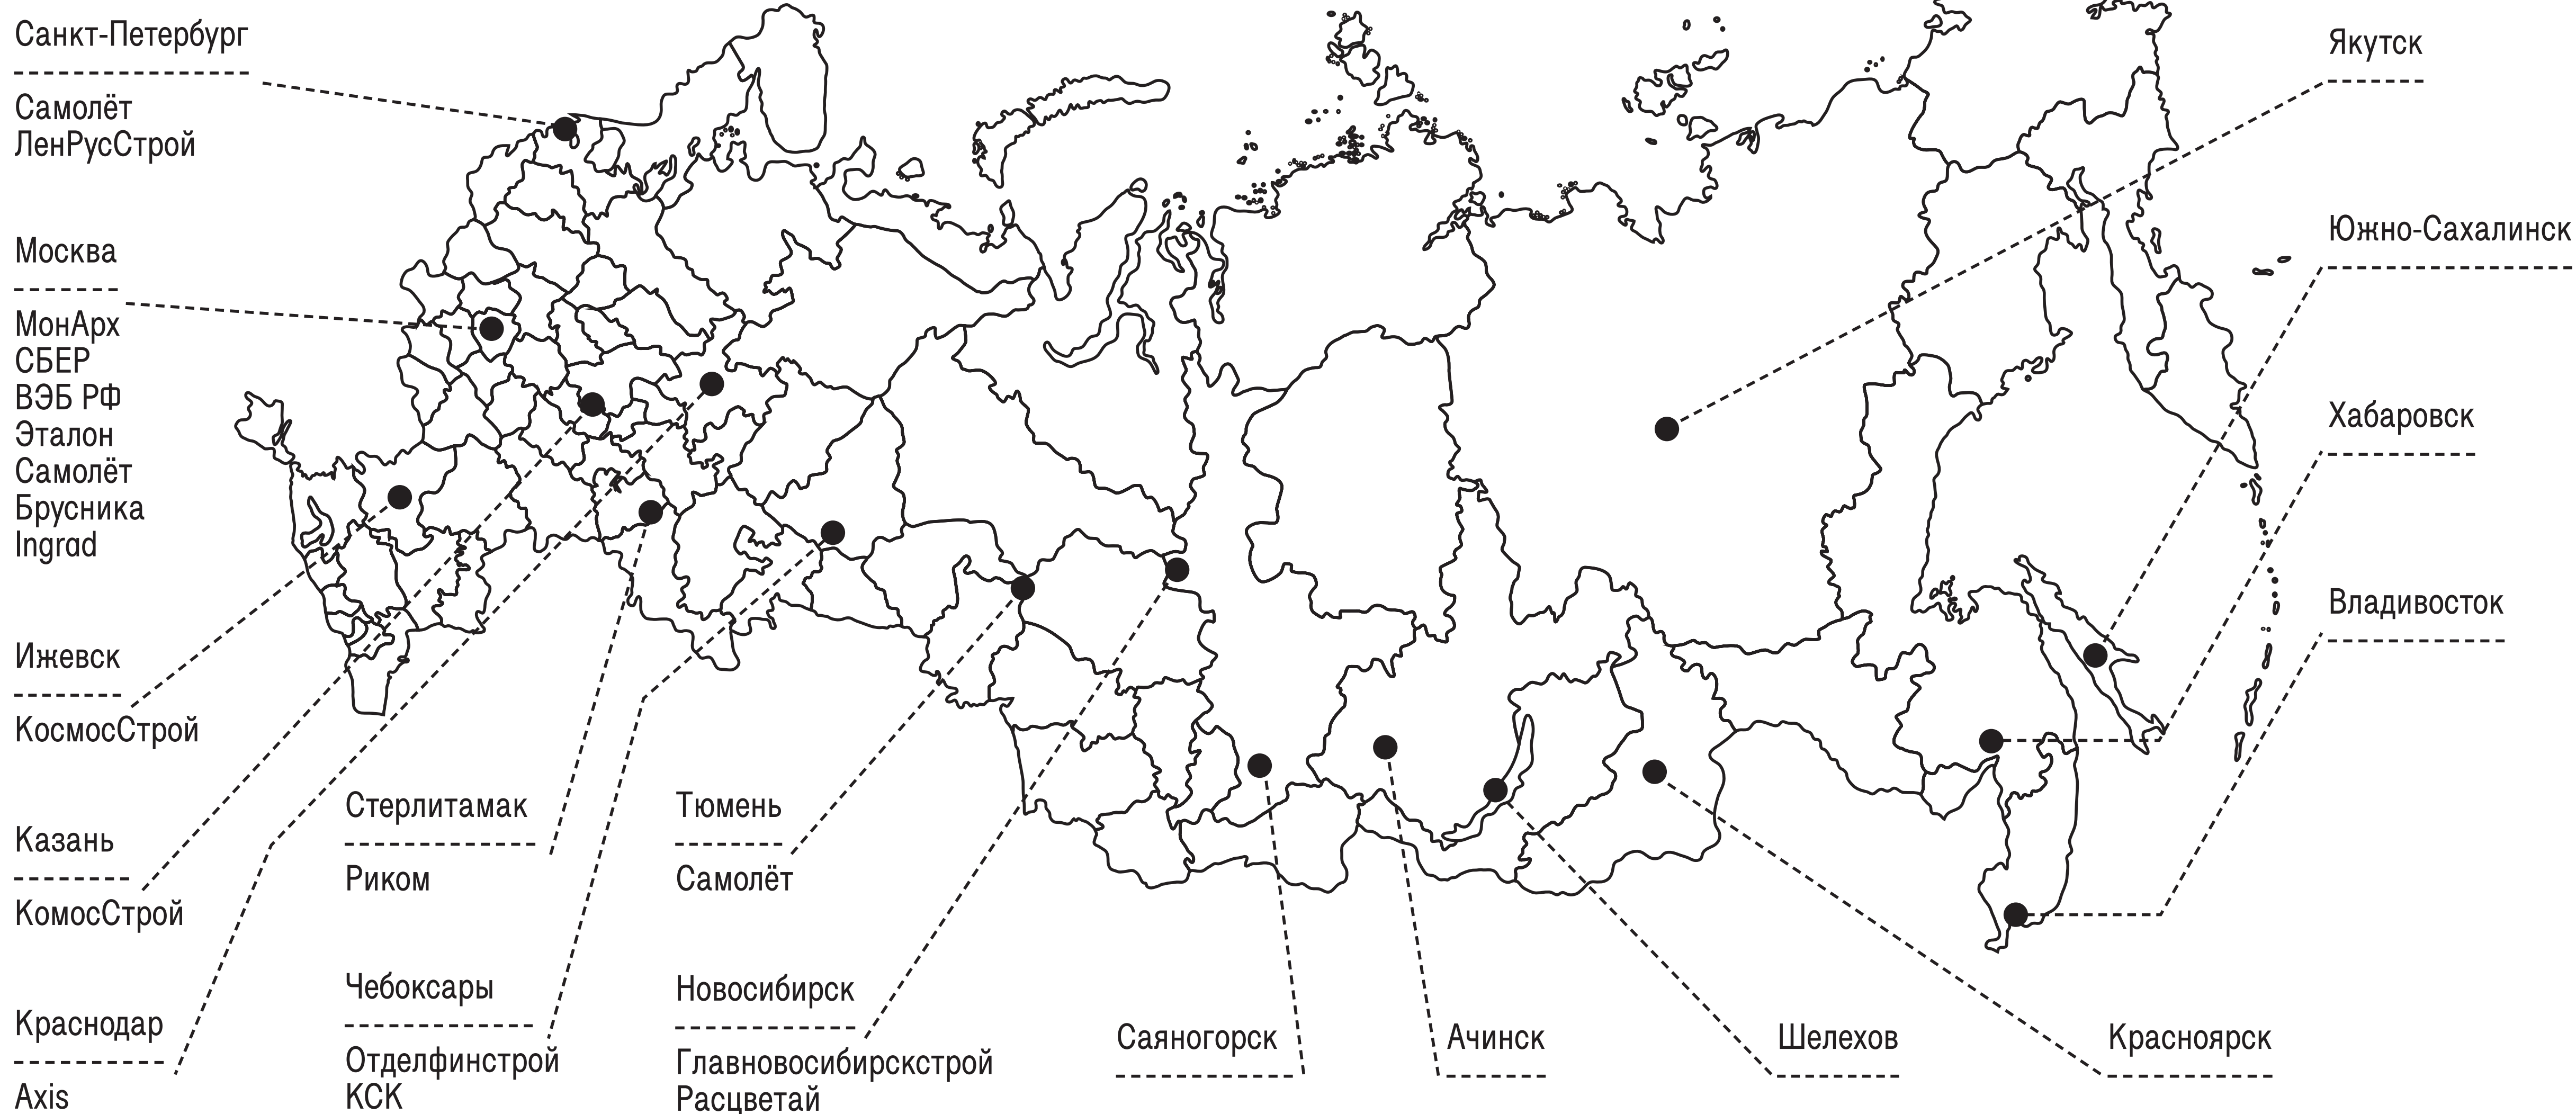 Санкт-Петербург
Самолёт
ЛенРусСтрой
Москва
МонАрх
СБЕР
ВЭБ РФ
Эталон
Самолёт
Брусника
Ingrad
Ижевск
КосмосСтрой
Казань
КомосСтрой
Краснодар
Axis
Стерлитамак
Риком
Чебоксары
Отделфинстрой
КСК
Тюмень
Самолёт
Новосибирск
Главновосибирскстрой
Расцветай
Саяногорск
Ачинск
Шелехов
Красноярск
Якутск
Южно-Сахалинск
Хабаровск
Владивосток